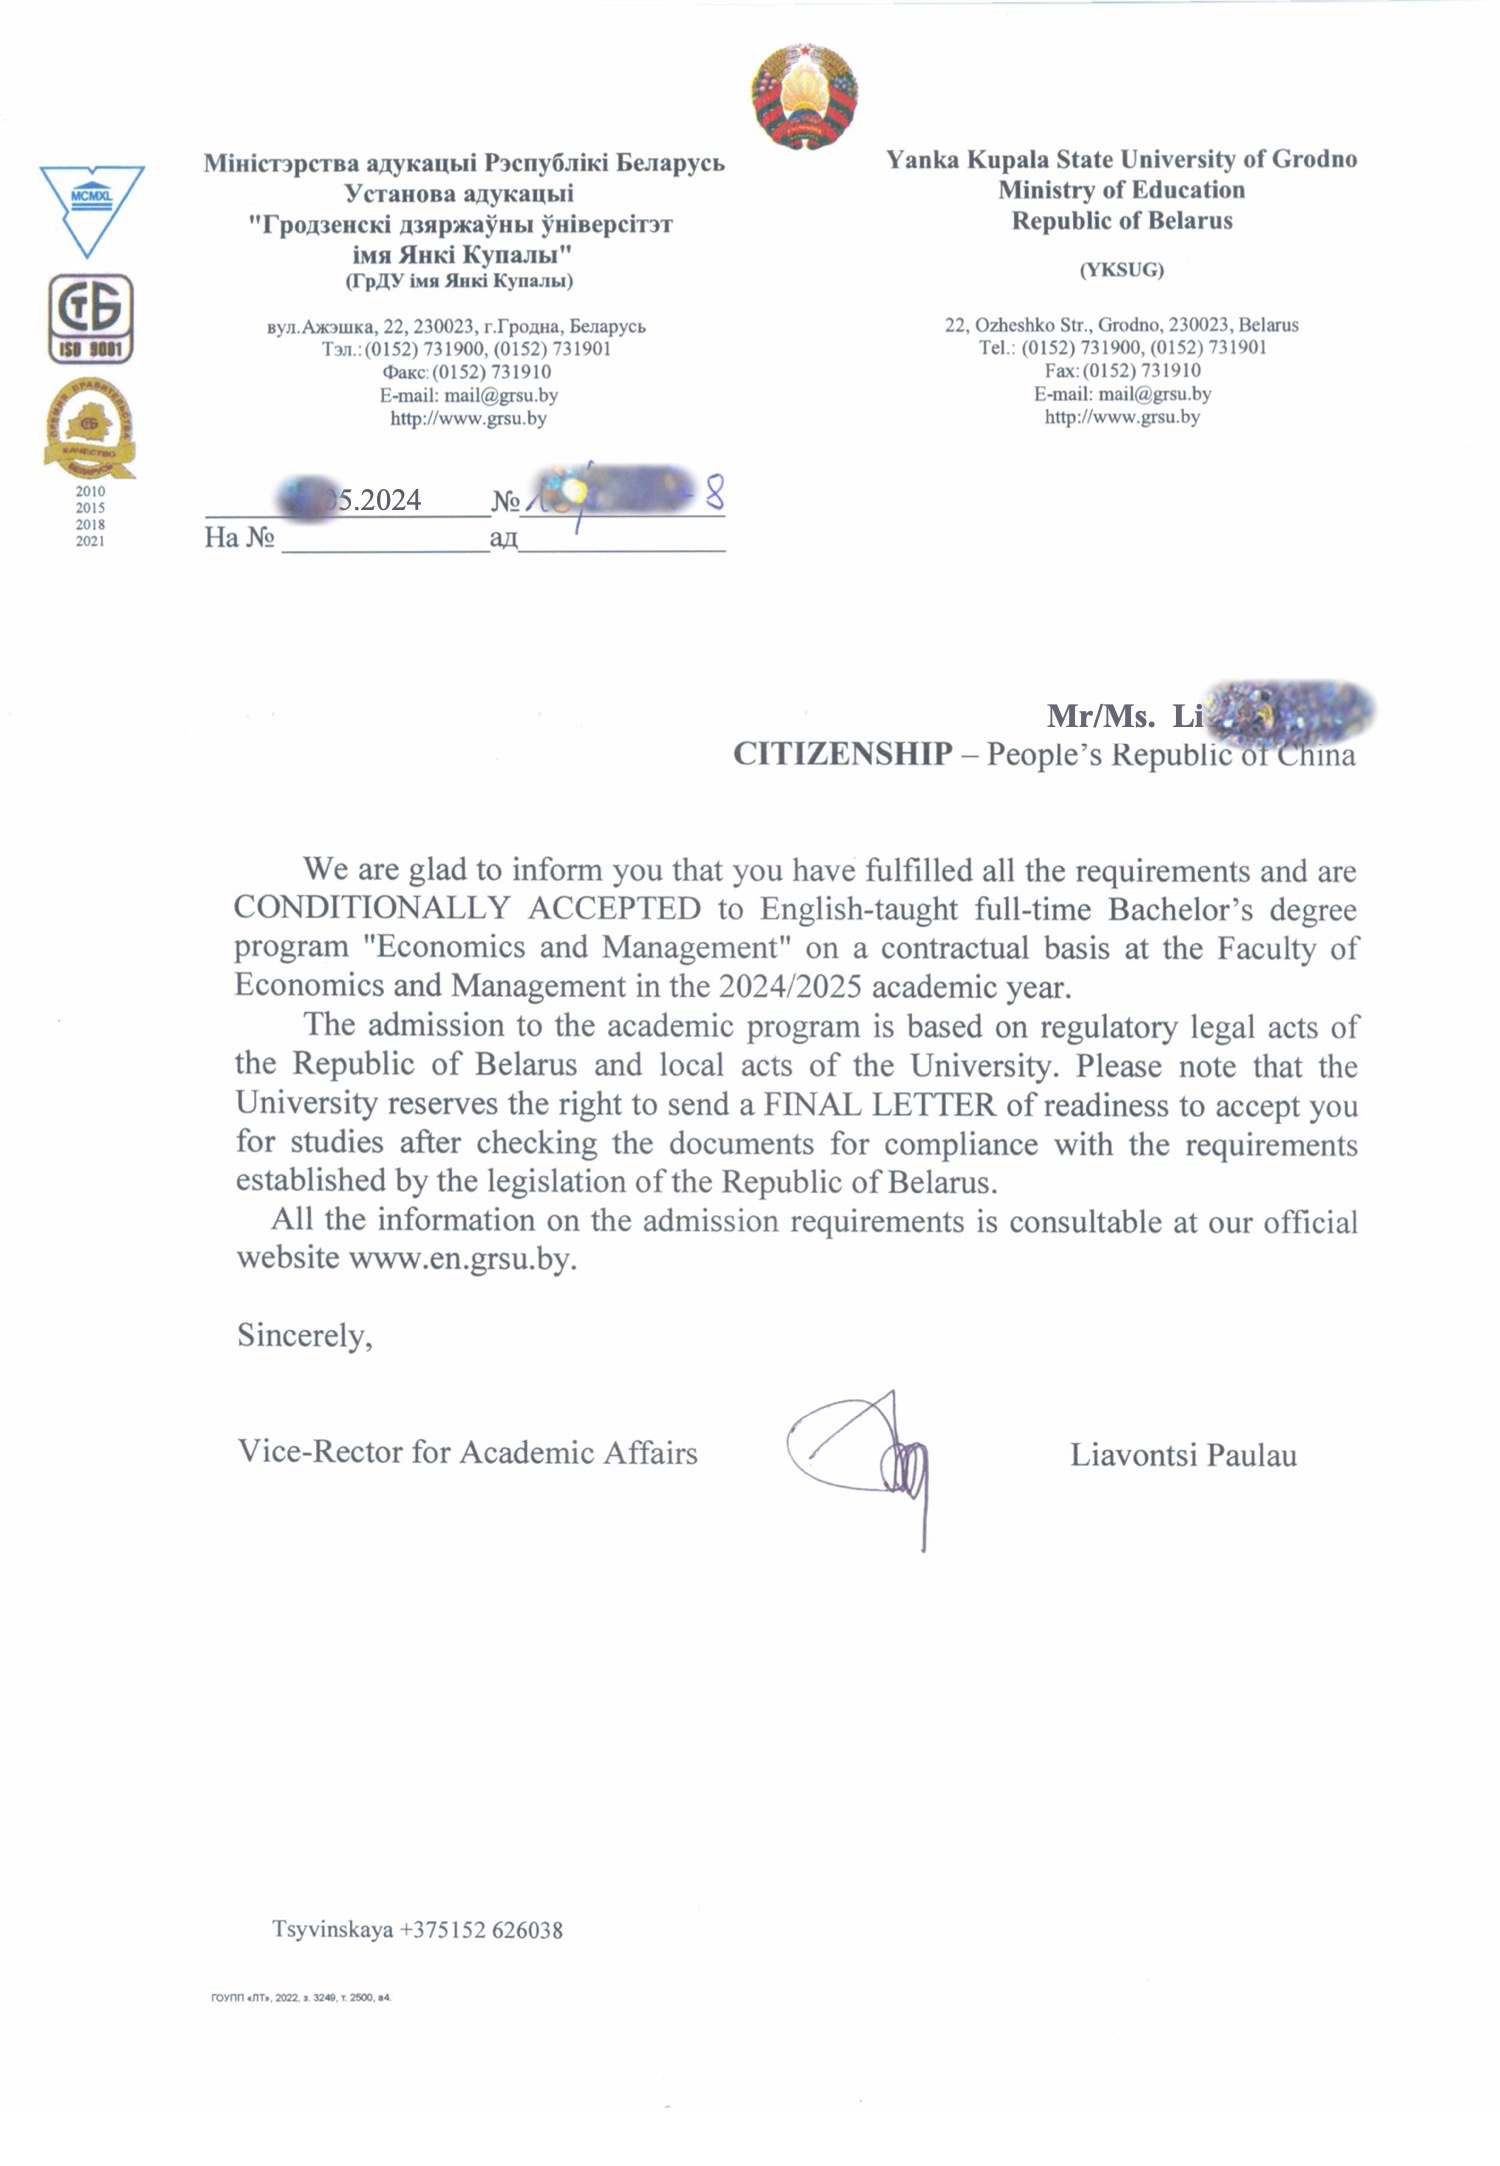 Міністэрства адукацыі Рэспублікі Беларусь
Установа адукацыі
"Гродзенскі дзяржаўны ўніверсітэт
імя Янкі Купалы"
(ГрДУ імя Янкі Купалы)
вул.Ажэшка, 22, 230023, г.Гродна, Беларусь
Тэл.: (0152) 731900, (0152) 731901
Факс: (0152) 731910
E-mail: mail@grsu.by
http://www.grsu.by
Yanka Kupala State University of Grodno
Ministry of Education
Republic of Belarus
(YKSUG)
22, Ozheshko Str., Grodno, 230023, Belarus
Tel.: (0152) 731900, (0152) 731901
Fax: (0152) 731910
E-mail: mail@grsu.by
http://www.grsu.by
MCMXL
СТБ
ISO 9001
ПРЕМИЯ ПРАВИТЕЛЬСТВА
СБ
КАЧЕСТВО
БЕЛАРУСЬ
2010
2015
2018
2021
5.2024 № 8
На № ад
Mr/Ms. Li
CITIZENSHIP – People’s Republic of China
We are glad to inform you that you have fulfilled all the requirements and are
CONDITIONALLY ACCEPTED to English-taught full-time Bachelor’s degree
program "Economics and Management" on a contractual basis at the Faculty of
Economics and Management in the 2024/2025 academic year.
The admission to the academic program is based on regulatory legal acts of
the Republic of Belarus and local acts of the University. Please note that the
University reserves the right to send a FINAL LETTER of readiness to accept you
for studies after checking the documents for compliance with the requirements
established by the legislation of the Republic of Belarus.
All the information on the admission requirements is consultable at our official
website www.en.grsu.by.
Sincerely,
Vice-Rector for Academic Affairs Liavontsi Paulau
Tsyvinskaya +375152 626038
ГОУПП «ЛТ», 2022, з. 3249, т. 2500, а4.